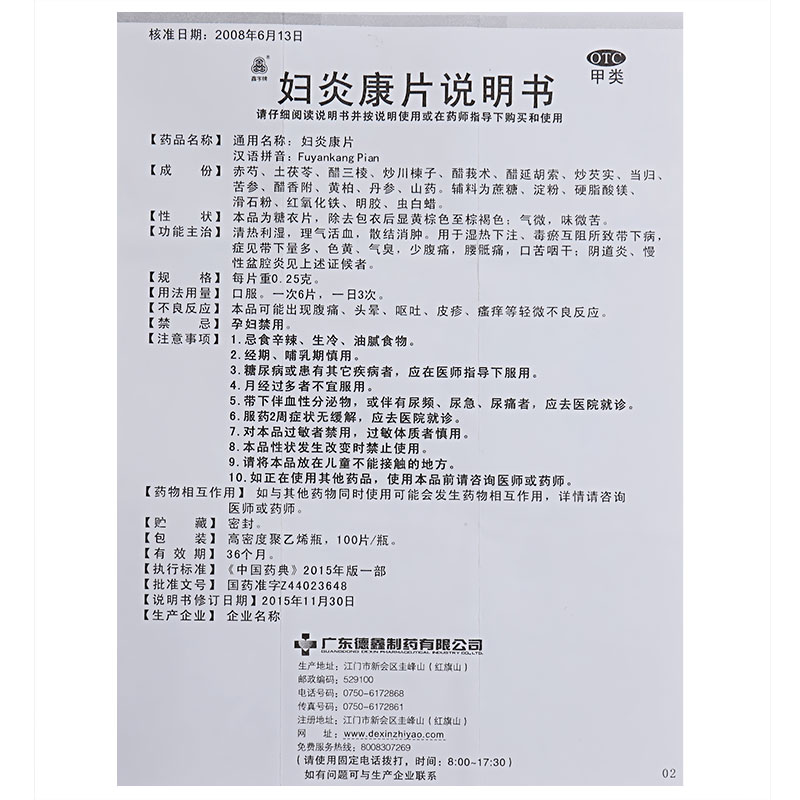 核准日期：2008年6月13日
鑫宇牌
OTC
甲类
妇炎康片说明书
请仔细阅读说明书并按说明使用或在药师指导下购买和使用
【药品名称】通用名称：妇炎康片
汉语拼音：Fuyankang Pian
【成　份】赤芍、土茯苓、醋三棱、炒川楝子、醋莪术、醋延胡索、炒芡实、当归、
苦参、醋香附、黄柏、丹参、山药。辅料为蔗糖、淀粉、硬脂酸镁、
滑石粉、红氧化铁、明胶、虫白蜡。
【性　状】本品为糖衣片，除去包衣后显黄棕色至棕褐色；气微，味微苦。
【功能主治】清热利湿，理气活血，散结消肿。用于湿热下注、毒瘀互阻所致带下病，
症见带下量多、色黄、气臭，少腹痛，腰骶痛，口苦咽干；阴道炎、慢
性盆腔炎见上述证候者。
【规　格】每片重0.25克。
【用法用量】口服。一次6片，一日3次。
【不良反应】本品可能出现腹痛、头晕、呕吐、皮疹、瘙痒等轻微不良反应。
【禁　忌】孕妇禁用。
【注意事项】1.忌食辛辣、生冷、油腻食物。
2.经期、哺乳期慎用。
3.糖尿病或患有其它疾病者，应在医师指导下服用。
4.月经过多者不宜服用。
5.带下伴血性分泌物，或伴有尿频、尿急、尿痛者，应去医院就诊。
6.服药2周症状无缓解，应去医院就诊。
7.对本品过敏者禁用，过敏体质者慎用。
8.本品性状发生改变时禁止使用。
9.请将本品放在儿童不能接触的地方。
10.如正在使用其他药品，使用本品前请咨询医师或药师。
【药物相互作用】如与其他药物同时使用可能会发生药物相互作用，详情请咨询
医师或药师。
【贮　藏】密封。
【包　装】高密度聚乙烯瓶，100片/瓶。
【有 效 期】36个月。
【执行标准】《中国药典》2015年版一部
【批准文号】国药准字Z44023648
【说明书修订日期】2015年11月30日
【生产企业】企业名称
广东德鑫制药有限公司
GUANGDONG DEXIN PHARMACEUTICAL INDUSTRY CO.,LTD.
生产地址：江门市新会区圭峰山（红旗山）
邮政编码：529100
电话号码：0750-6172868
传真号码：0750-6172861
注册地址：江门市新会区圭峰山（红旗山）
网　址：www.dexinzhiyao.com
免费服务热线：8008307269
（请使用固定电话拨打，时间：8:00~17:30）
如有问题可与生产企业联系
02